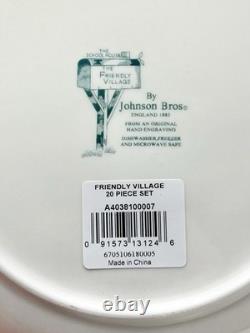 THE
SCHOOL HOUSE
THE
FRIENDLY
VILLAGE
By
Johnson Bros®
ENGLAND 1883
FROM AN ORIGINAL
HAND ENGRAVING
DISHWASHER, FREEZER
AND MICROWAVE SAFE
FRIENDLY VILLAGE
20 PIECE SET
A4038100007
0 91573 13124 6
6705106180005
Made in China